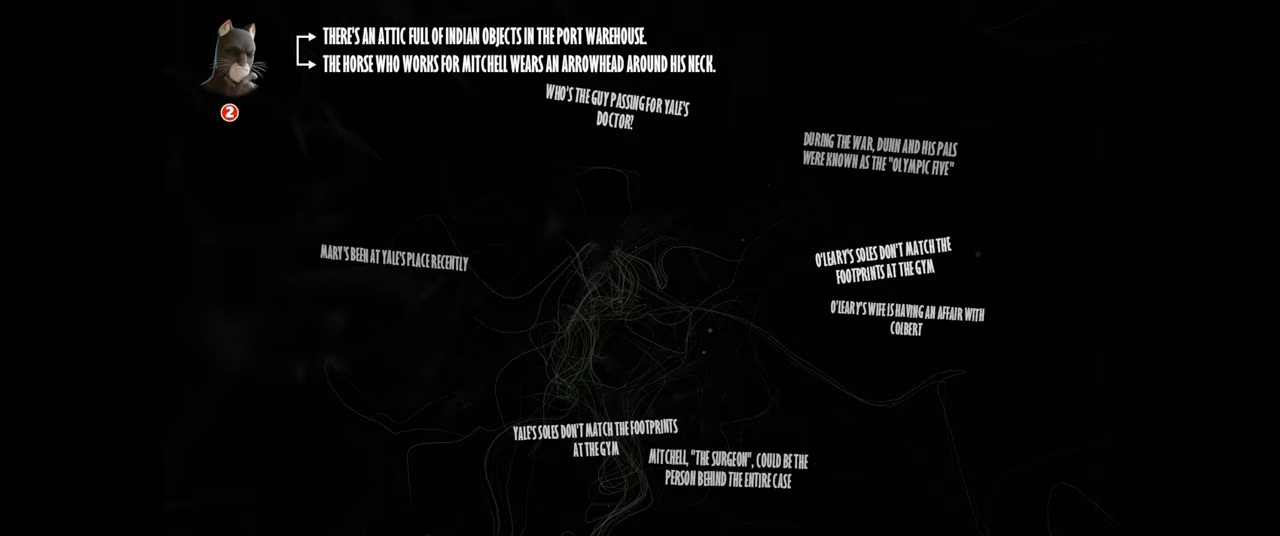 THERE'S AN ATTIC FULL OF INDIAN OBJECTS IN THE PORT WAREHOUSE.
THE HORSE WHO WORKS FOR MITCHELL WEARS AN ARROWHEAD AROUND HIS NECK.
2
WHO'S THE GUY PASSING FOR YALE'S
DOCTOR?
DURING THE WAR, DUNN AND HIS PALS
WERE KNOWN AS THE "OLYMPIC FIVE"
MARY'S BEEN AT YALE'S PLACE RECENTLY
O'LEARY'S SOLES DON'T MATCH THE
FOOTPRINTS AT THE GYM
O'LEARY'S WIFE IS HAVING AN AFFAIR WITH
COLBERT
YALE'S SOLES DON'T MATCH THE FOOTPRINTS
AT THE GYM
MITCHELL, "THE SURGEON", COULD BE THE
PERSON BEHIND THE ENTIRE CASE